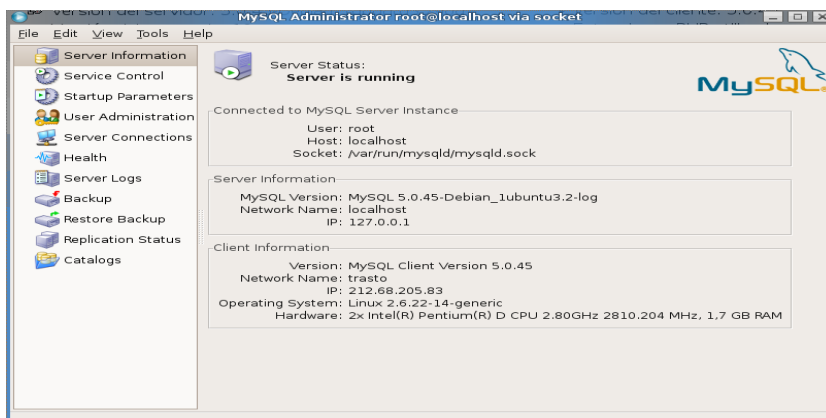 MySQL Administrator root@localhost via socket
File Edit View Tools Help
Server Information
Service Control
Startup Parameters
User Administration
Server Connections
Health
Server Logs
Backup
Restore Backup
Replication Status
Catalogs
Server Status:
Server is running
MySQL
Connected to MySQL Server Instance
User: root
Host: localhost
Socket: /var/run/mysqld/mysqld.sock
Server Information
MySQL Version: MySQL 5.0.45-Debian_1ubuntu3.2-log
Network Name: localhost
IP: 127.0.0.1
Client Information
Version: MySQL Client Version 5.0.45
Network Name: trasto
IP: 212.68.205.83
Operating System: Linux 2.6.22-14-generic
Hardware: 2x Intel(R) Pentium(R) D CPU 2.80GHz 2810.204 MHz, 1,7 GB RAM